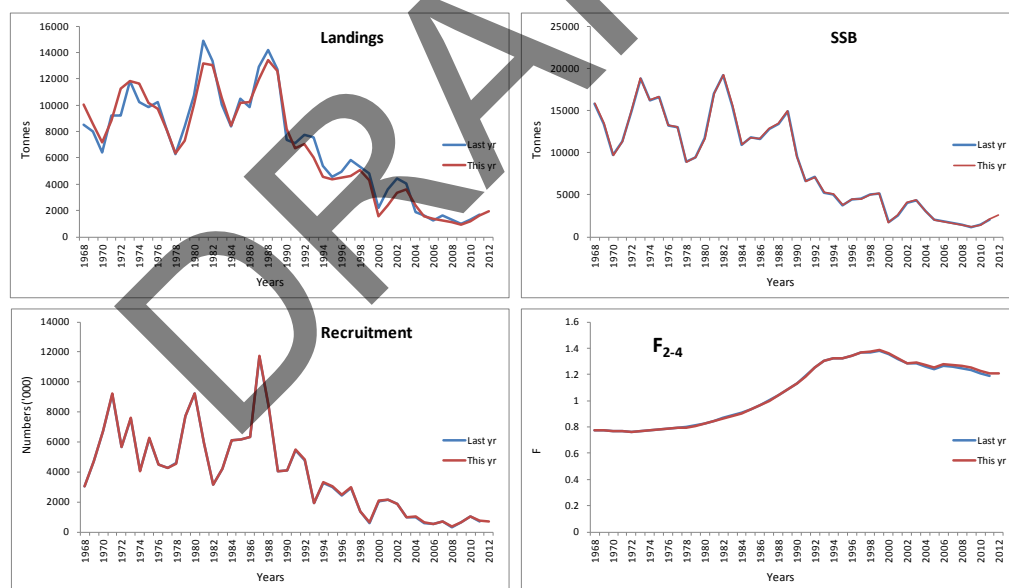 Landings
Tonnes
16000
14000
12000
10000
8000
6000
4000
2000
0
Last yr
This yr
1968 1970 1972 1974 1976 1978 1980 1982 1984 1986 1988 1990 1992 1994 1996 1998 2000 2002 2004 2006 2008 2010 2012
Years
SSB
Tonnes
25000
20000
15000
10000
5000
0
Last yr
This yr
1968 1970 1972 1974 1976 1978 1980 1982 1984 1986 1988 1990 1992 1994 1996 1998 2000 2002 2004 2006 2008 2010 2012
Years
Recruitment
Numbers ('000)
14000
12000
10000
8000
6000
4000
2000
0
Last yr
This yr
1968 1970 1972 1974 1976 1978 1980 1982 1984 1986 1988 1990 1992 1994 1996 1998 2000 2002 2004 2006 2008 2010 2012
Years
F2-4
F
1.6
1.4
1.2
1
0.8
0.6
0.4
0.2
0
Last yr
This yr
1968 1970 1972 1974 1976 1978 1980 1982 1984 1986 1988 1990 1992 1994 1996 1998 2000 2002 2004 2006 2008 2010 2012
Years
DRA